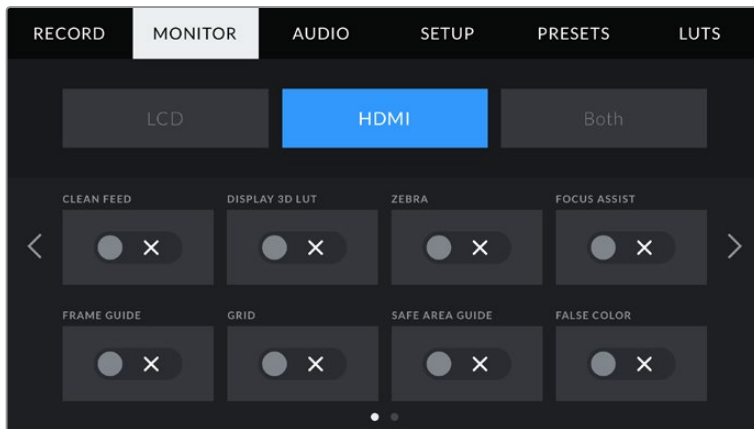 RECORD MONITOR AUDIO SETUP PRESETS LUTS
LCD HDMI Both
CLEAN FEED DISPLAY 3D LUT ZEBRA FOCUS ASSIST
FRAME GUIDE GRID SAFE AREA GUIDE FALSE COLOR